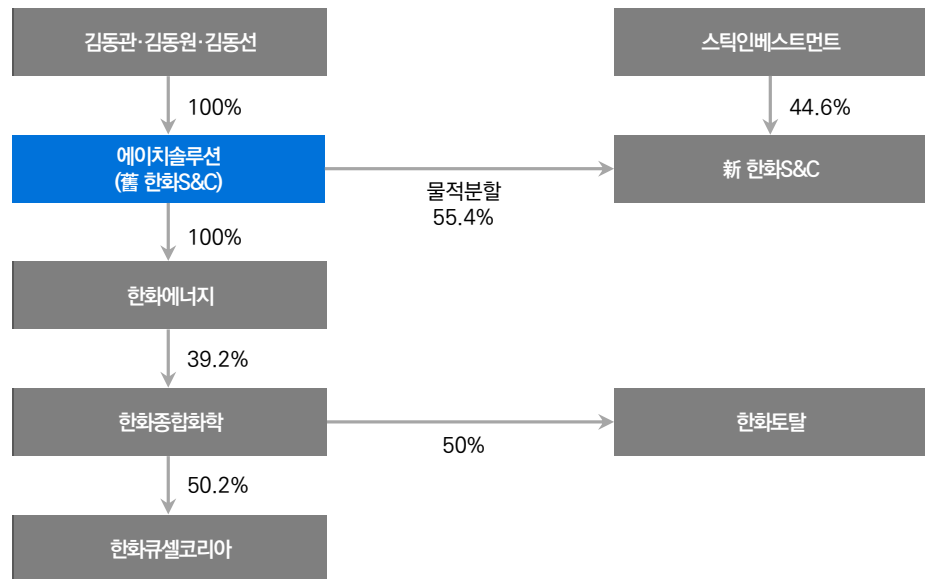 김동관·김동원·김동선
스틱인베스트먼트
100%
44.6%
에이치솔루션
(舊 한화S&C)
新 한화S&C
물적분할
55.4%
100%
한화에너지
39.2%
한화종합화학
한화토탈
50%
50.2%
한화큐셀코리아